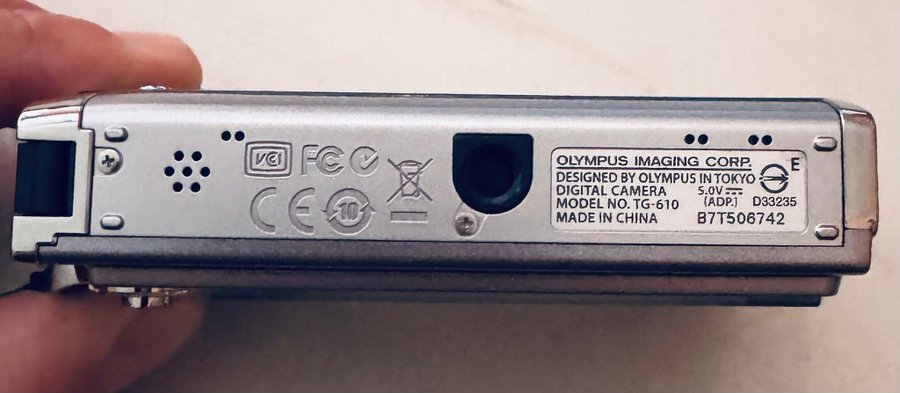 VCI FC
CE 10
OLYMPUS IMAGING CORP.
E
DESIGNED BY OLYMPUS IN TOKYO
DIGITAL CAMERA 5.0V
MODEL NO. TG-610 (ADP.) D33235
MADE IN CHINA B7T506742